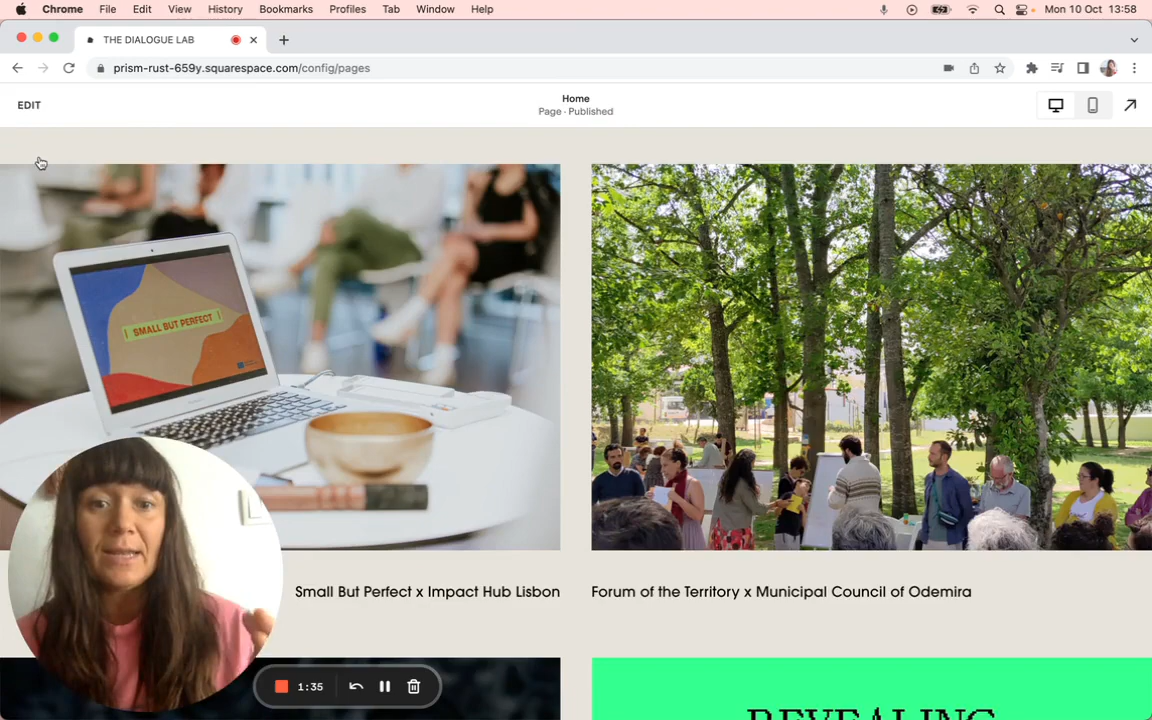 Chrome File Edit View History Bookmarks Profiles Tab Window Help Mon 10 Oct 13:58
THE DIALOGUE LAB
prism-rust-659y.squarespace.com/config/pages
EDIT
Home
Page · Published
SMALL BUT PERFECT
Small But Perfect x Impact Hub Lisbon
Forum of the Territory x Municipal Council of Odemira
1:35
REVEALING